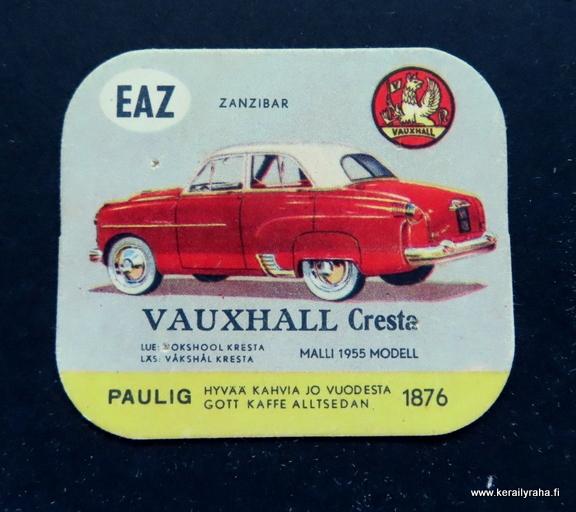 EAZ
ZANZIBAR
VAUXHALL
VAUXHALL Cresta
LUE: VOKSHOOL KRESTA
LÄS: VÅKSHÅL KRESTA
MALLI 1955 MODELL
PAULIG
HYVÄÄ KAHVIA JO VUODESTA
GOTT KAFFE ALLTSEDAN
1876
www.kerailyraha.fi